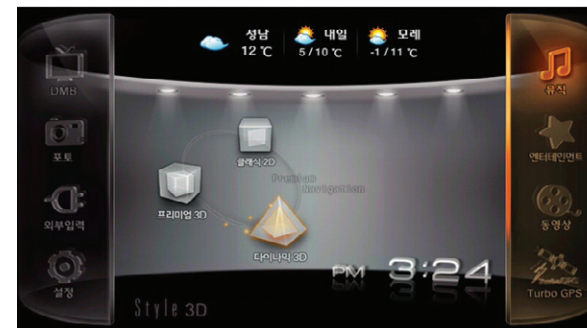 성남 내일 모레
12 ℃ 5/10 ℃ -1/11 ℃
DMB
포토
외부입력
설정
클래식 2D
Premium
Navigation
프리미엄 3D
다이나믹 3D
뮤직
엔터테인먼트
동영상
Turbo GPS
PM 3:24
Style 3D